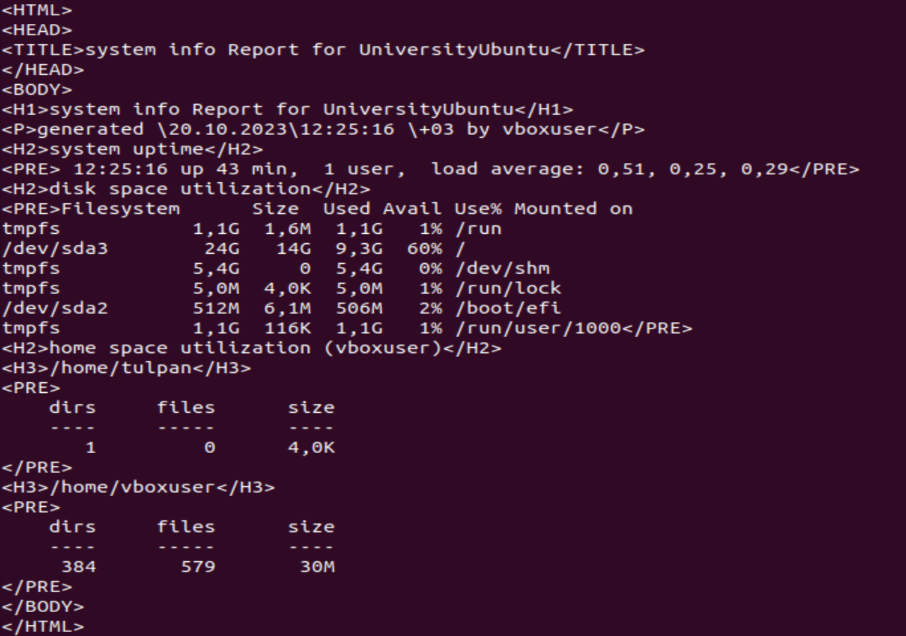 <HTML>
<HEAD>
<TITLE>system info Report for UniversityUbuntu</TITLE>
</HEAD>
<BODY>
<H1>system info Report for UniversityUbuntu</H1>
<P>generated \20.10.2023\12:25:16 \+03 by vboxuser</P>
<H2>system uptime</H2>
<PRE> 12:25:16 up 43 min,  1 user,  load average: 0,51, 0,25, 0,29</PRE>
<H2>disk space utilization</H2>
<PRE>Filesystem      Size  Used Avail Use% Mounted on
tmpfs           1,1G  1,6M  1,1G   1% /run
/dev/sda3        24G   14G  9,3G  60% /
tmpfs           5,4G     0  5,4G   0% /dev/shm
tmpfs           5,0M  4,0K  5,0M   1% /run/lock
/dev/sda2       512M  6,1M  506M   2% /boot/efi
tmpfs           1,1G  116K  1,1G   1% /run/user/1000</PRE>
<H2>home space utilization (vboxuser)</H2>
<H3>/home/tulpan</H3>
<PRE>
    dirs     files      size
    ----     -----      ----
       1         0      4,0K
</PRE>
<H3>/home/vboxuser</H3>
<PRE>
    dirs     files      size
    ----     -----      ----
     384       579       30M
</PRE>
</BODY>
</HTML>